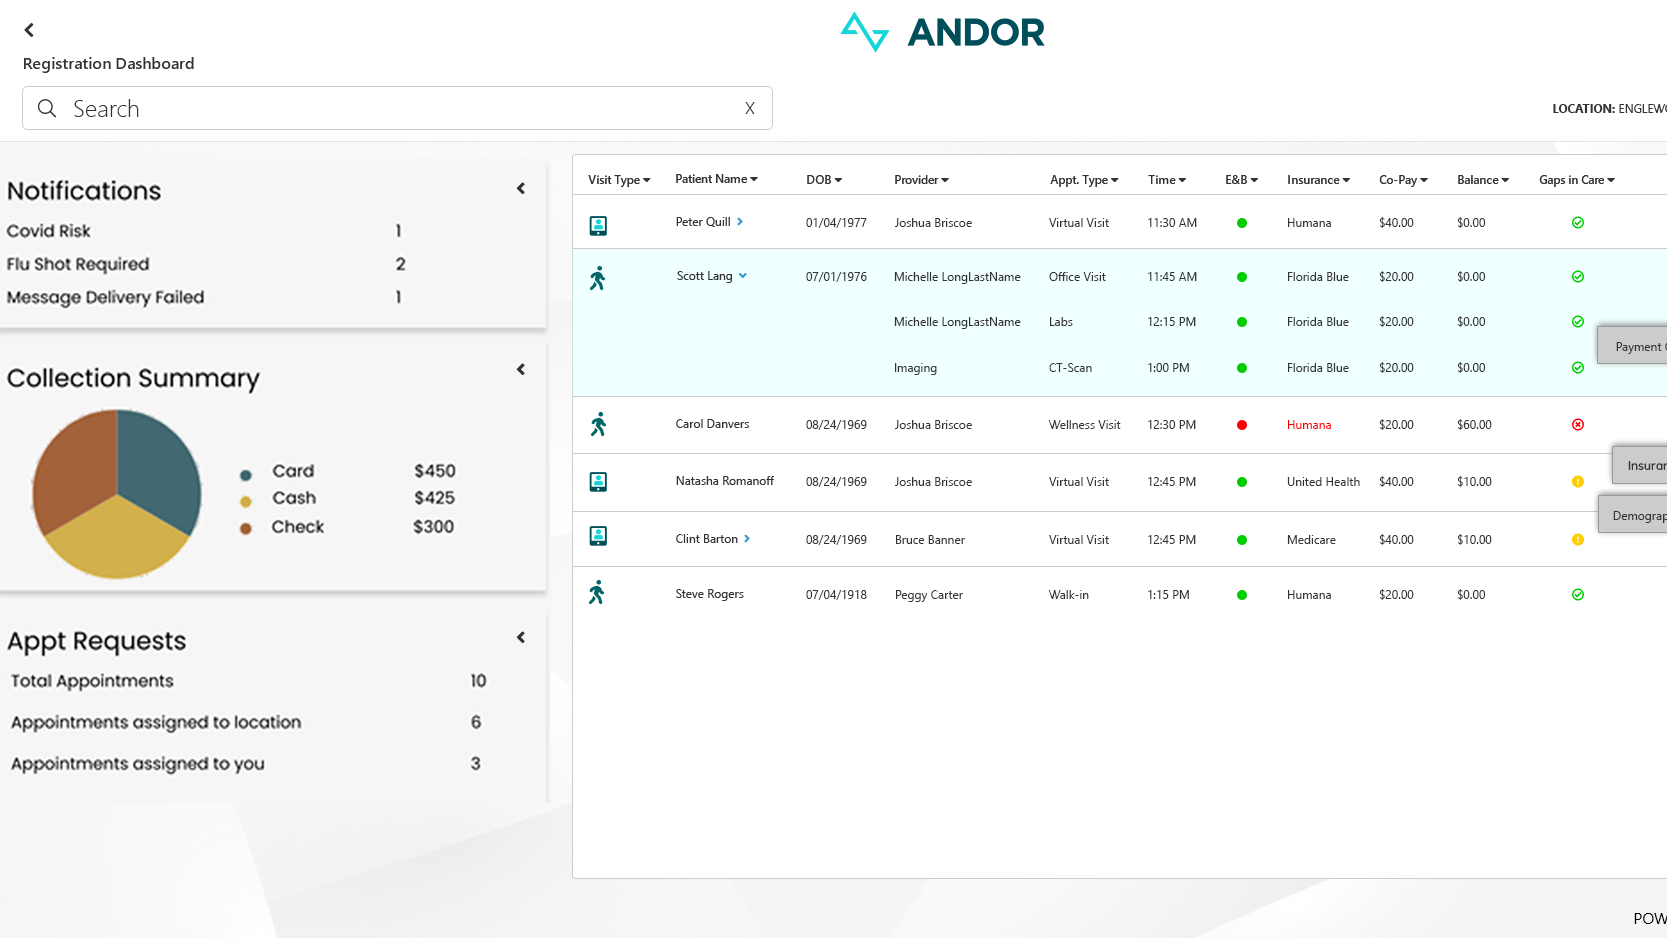 ANDOR
Registration Dashboard
Search X
LOCATION:
Notifications
Covid Risk 1
Flu Shot Required 2
Message Delivery Failed 1
Collection Summary
Card $450
Cash $425
Check $300
Appt Requests
Total Appointments 10
Appointments assigned to location 6
Appointments assigned to you 3
Visit Type Patient Name DOB Provider Appt. Type Time E&B Insurance Co-Pay Balance Gaps in Care
Peter Quill 01/04/1977 Joshua Briscoe Virtual Visit 11:30 AM Humana $40.00 $0.00
Scott Lang 07/01/1976 Michelle LongLastName Office Visit 11:45 AM Florida Blue $20.00 $0.00
Michelle LongLastName Labs 12:15 PM Florida Blue $20.00 $0.00
Payment
Imaging CT-Scan 1:00 PM Florida Blue $20.00 $0.00
Carol Danvers 08/24/1969 Joshua Briscoe Wellness Visit 12:30 PM Humana $20.00 $60.00
Natasha Romanoff 08/24/1969 Joshua Briscoe Virtual Visit 12:45 PM United Health $40.00 $10.00
Clint Barton 08/24/1969 Bruce Banner Virtual Visit 12:45 PM Medicare $40.00 $10.00
Steve Rogers 07/04/1918 Peggy Carter Walk-in 1:15 PM Humana $20.00 $0.00